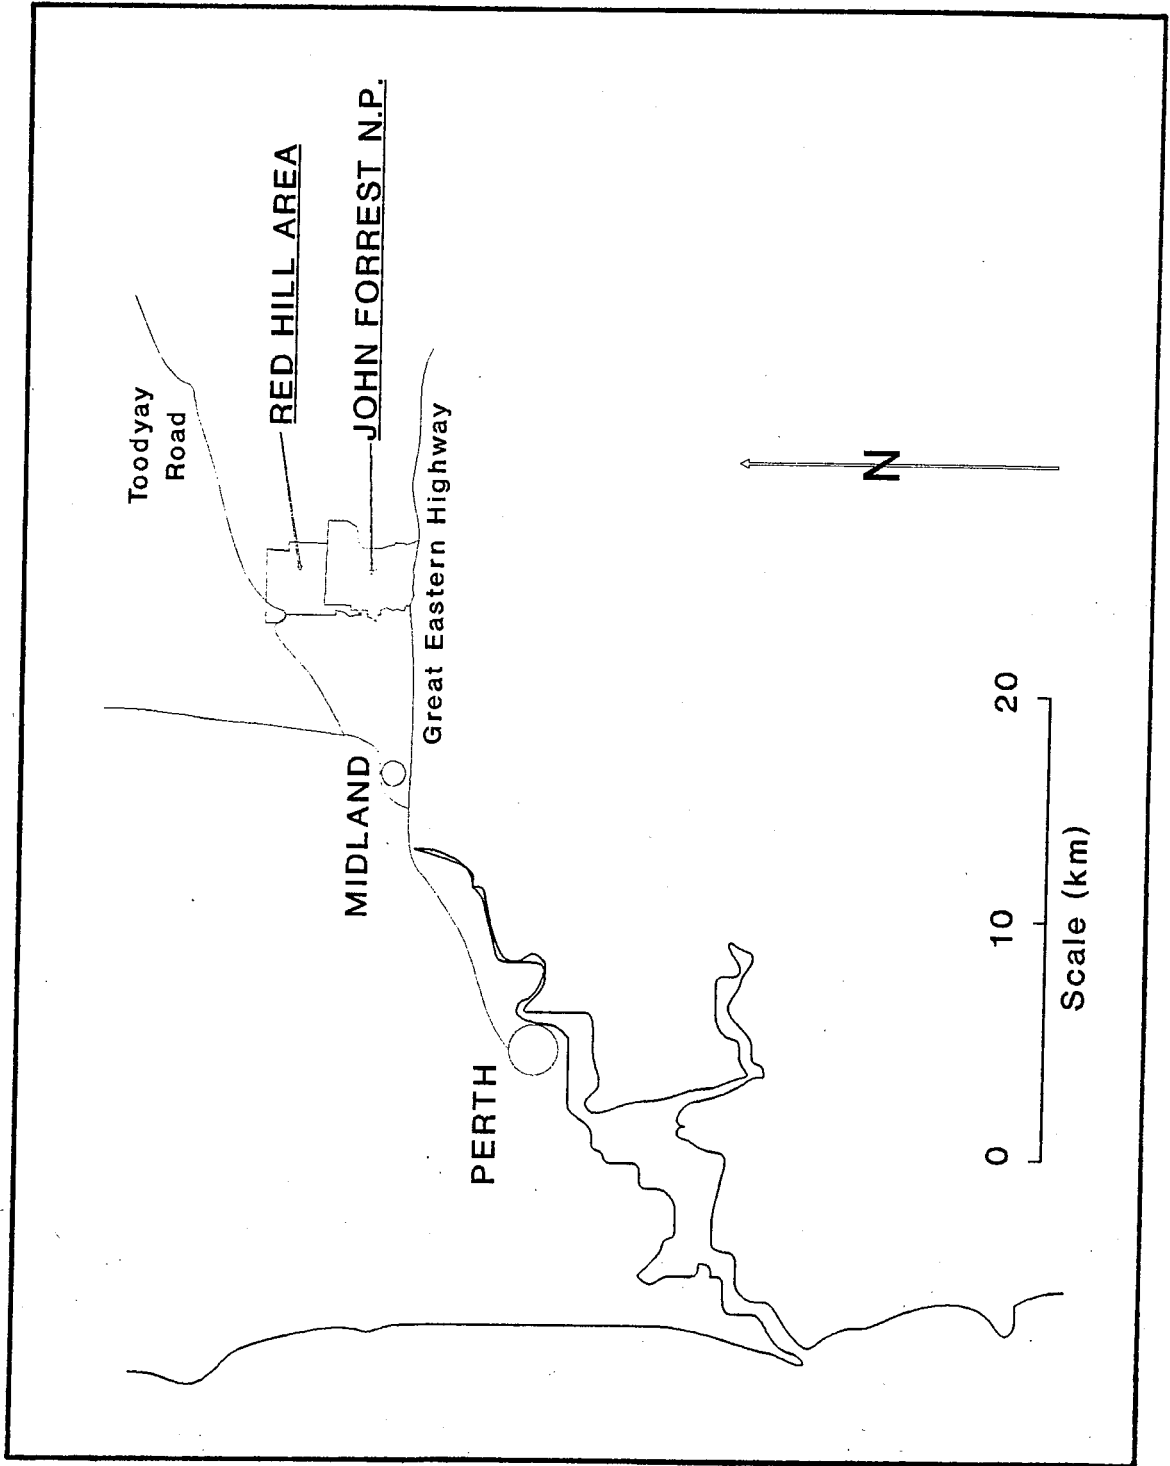 Toodyay
Road
RED HILL AREA
JOHN FORREST N.P.
Great Eastern Highway
MIDLAND
PERTH
N
0 10 20
Scale (km)